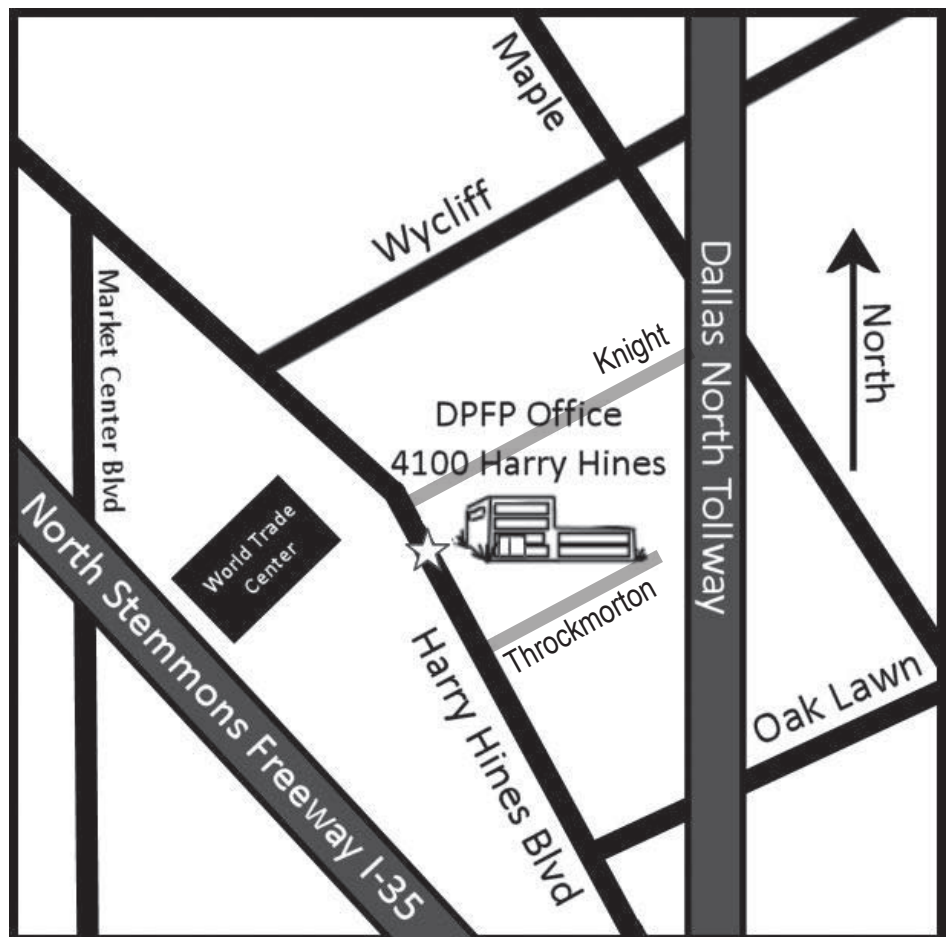 Maple
Wycliff
Dallas North Tollway
North
Market Center Blvd
Knight
DPFP Office
4100 Harry Hines
World Trade
Center
North Stemmons Freeway I-35
Throckmorton
Harry Hines Blvd
Oak Lawn